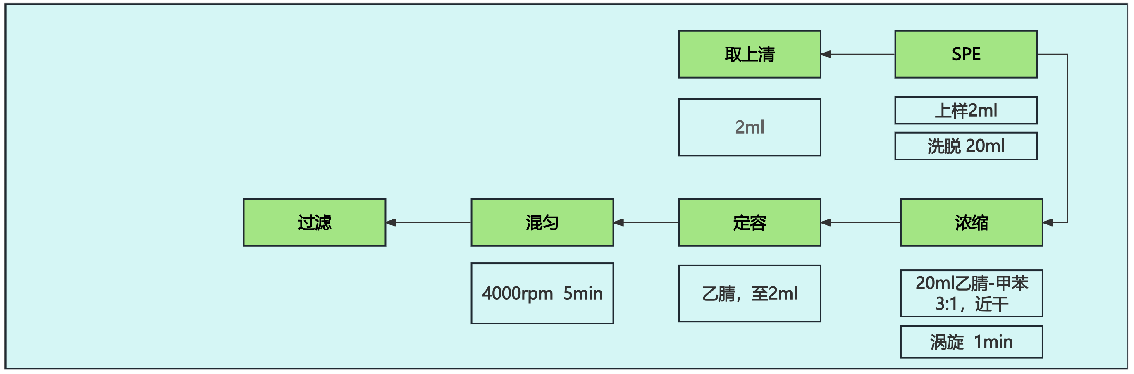 取上清
SPE
2ml
上样2ml
洗脱 20ml
过滤
混匀
定容
浓缩
4000rpm 5min
乙腈，至2ml
20ml乙腈-甲苯
3:1，近干
涡旋 1min